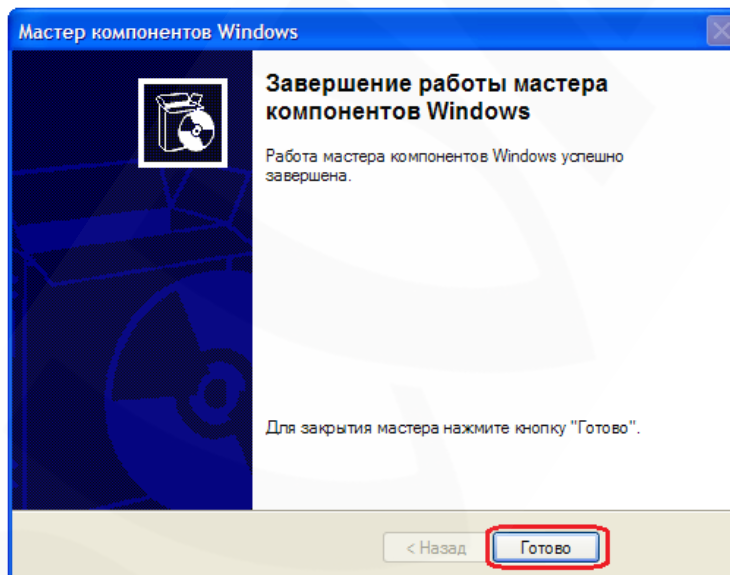 Мастер компонентов Windows
Завершение работы мастера
компонентов Windows
Работа мастера компонентов Windows успешно
завершена.
Для закрытия мастера нажмите кнопку "Готово".
< Назад
Готово